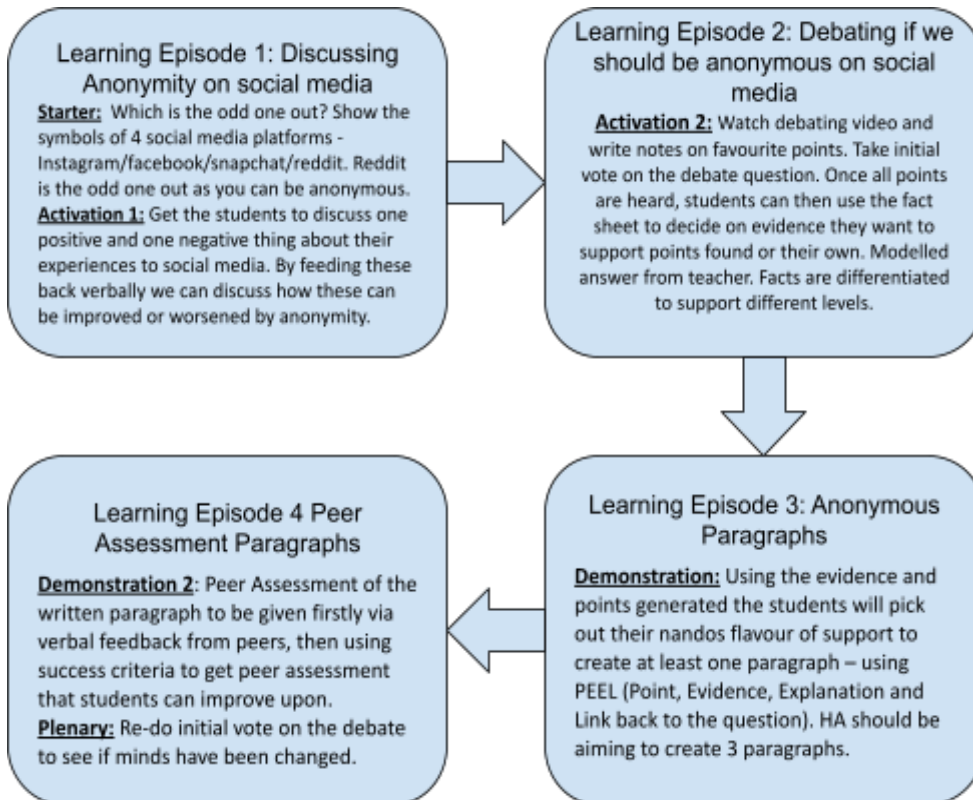 Learning Episode 1: Discussing
Anonymity on social media
Starter: Which is the odd one out? Show the
symbols of 4 social media platforms -
Instagram/facebook/snapchat/reddit. Reddit
is the odd one out as you can be anonymous.
Activation 1: Get the students to discuss one
positive and one negative thing about their
experiences to social media. By feeding these
back verbally we can discuss how these can
be improved or worsened by anonymity.
Learning Episode 2: Debating if we
should be anonymous on social
media
Activation 2: Watch debating video and
write notes on favourite points. Take initial
vote on the debate question. Once all points
are heard, students can then use the fact
sheet to decide on evidence they want to
support points found or their own. Modelled
answer from teacher. Facts are differentiated
to support different levels.
Learning Episode 3: Anonymous
Paragraphs
Demonstration: Using the evidence and
points generated the students will pick
out their nandos flavour of support to
create at least one paragraph – using
PEEL (Point, Evidence, Explanation and
Link back to the question). HA should be
aiming to create 3 paragraphs.
Learning Episode 4 Peer
Assessment Paragraphs
Demonstration 2: Peer Assessment of the
written paragraph to be given firstly via
verbal feedback from peers, then using
success criteria to get peer assessment
that students can improve upon.
Plenary: Re-do initial vote on the debate
to see if minds have been changed.